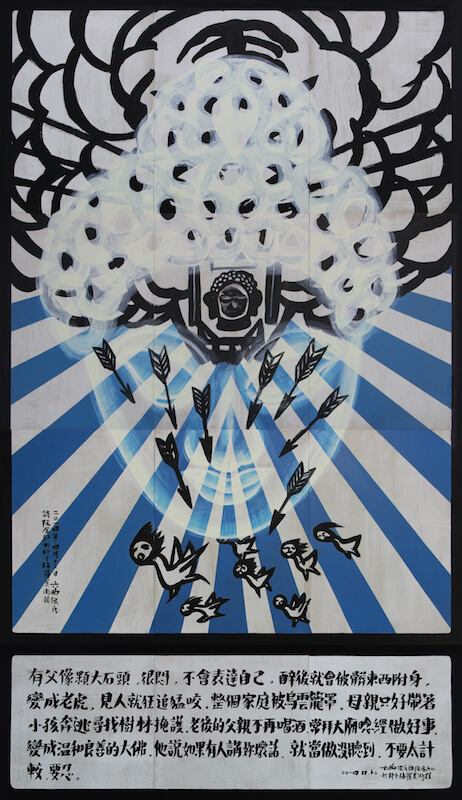 有父像顆大石頭，很悶，不會表達自己。醉後就會被髒東西附身，
變成老虎，見人就狂追猛咬，整個家庭被烏雲籠罩，母親只好帶著
小孩奔逃尋找樹林掩護，老後的父親不再喝酒，常拜大廟唸經做好事，
變成溫和良善的大佛，他說如果有人講妳壞話，就當做沒聽到，不要太計
較，要忍。